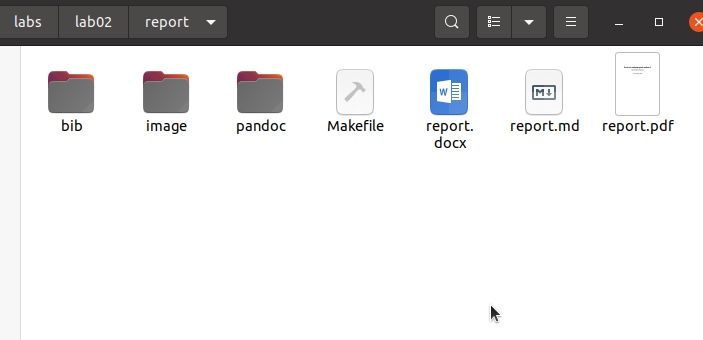 labs lab02 report
bib image pandoc Makefile report. report.md report.pdf
docx